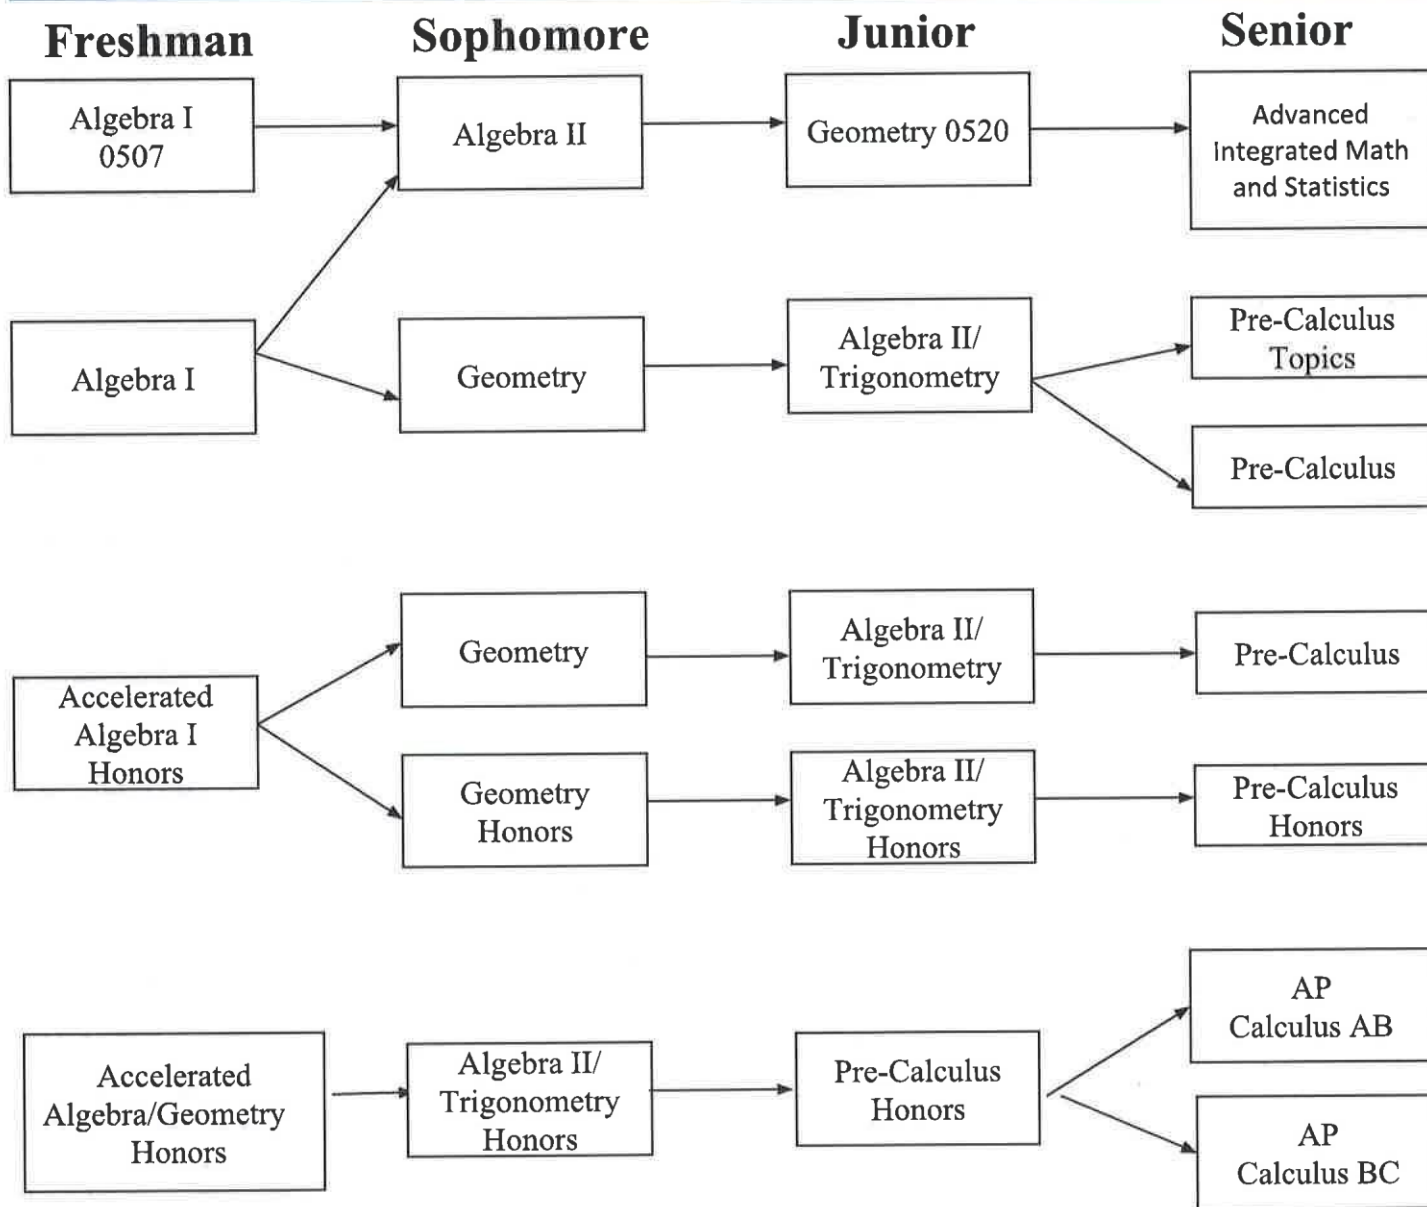 Freshman
Sophomore
Junior
Senior
Algebra I
0507
Algebra II
Geometry 0520
Advanced
Integrated Math
and Statistics
Algebra I
Geometry
Algebra II/
Trigonometry
Pre-Calculus
Topics
Pre-Calculus
Accelerated
Algebra I
Honors
Geometry
Algebra II/
Trigonometry
Pre-Calculus
Geometry
Honors
Algebra II/
Trigonometry
Honors
Pre-Calculus
Honors
Accelerated
Algebra/Geometry
Honors
Algebra II/
Trigonometry
Honors
Pre-Calculus
Honors
AP
Calculus AB
AP
Calculus BC